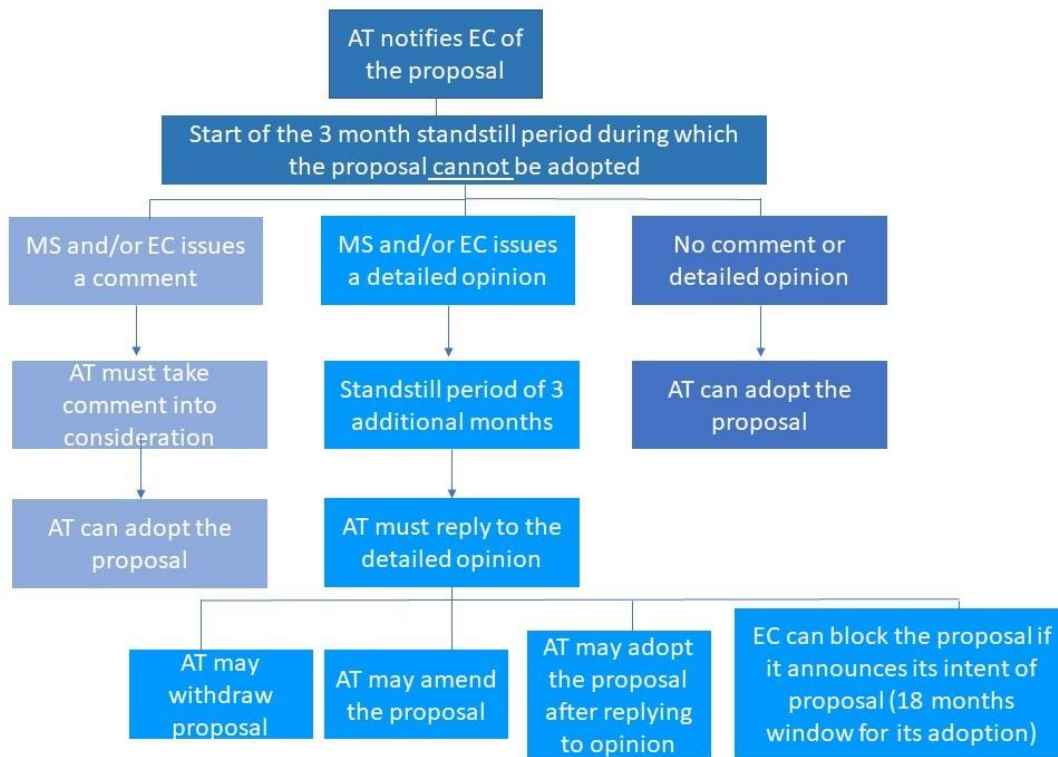 AT notifies EC of
the proposal
Start of the 3 month standstill period during which
the proposal cannot be adopted
MS and/or EC issues
a comment
MS and/or EC issues
a detailed opinion
No comment or
detailed opinion
AT must take
comment into
consideration
Standstill period of 3
additional months
AT can adopt the
proposal
AT can adopt the
proposal
AT must reply to the
detailed opinion
AT may
withdraw
proposal
AT may amend
the proposal
AT may adopt
the proposal
after replying
to opinion
EC can block the proposal if
it announces its intent of
proposal (18 months
window for its adoption)